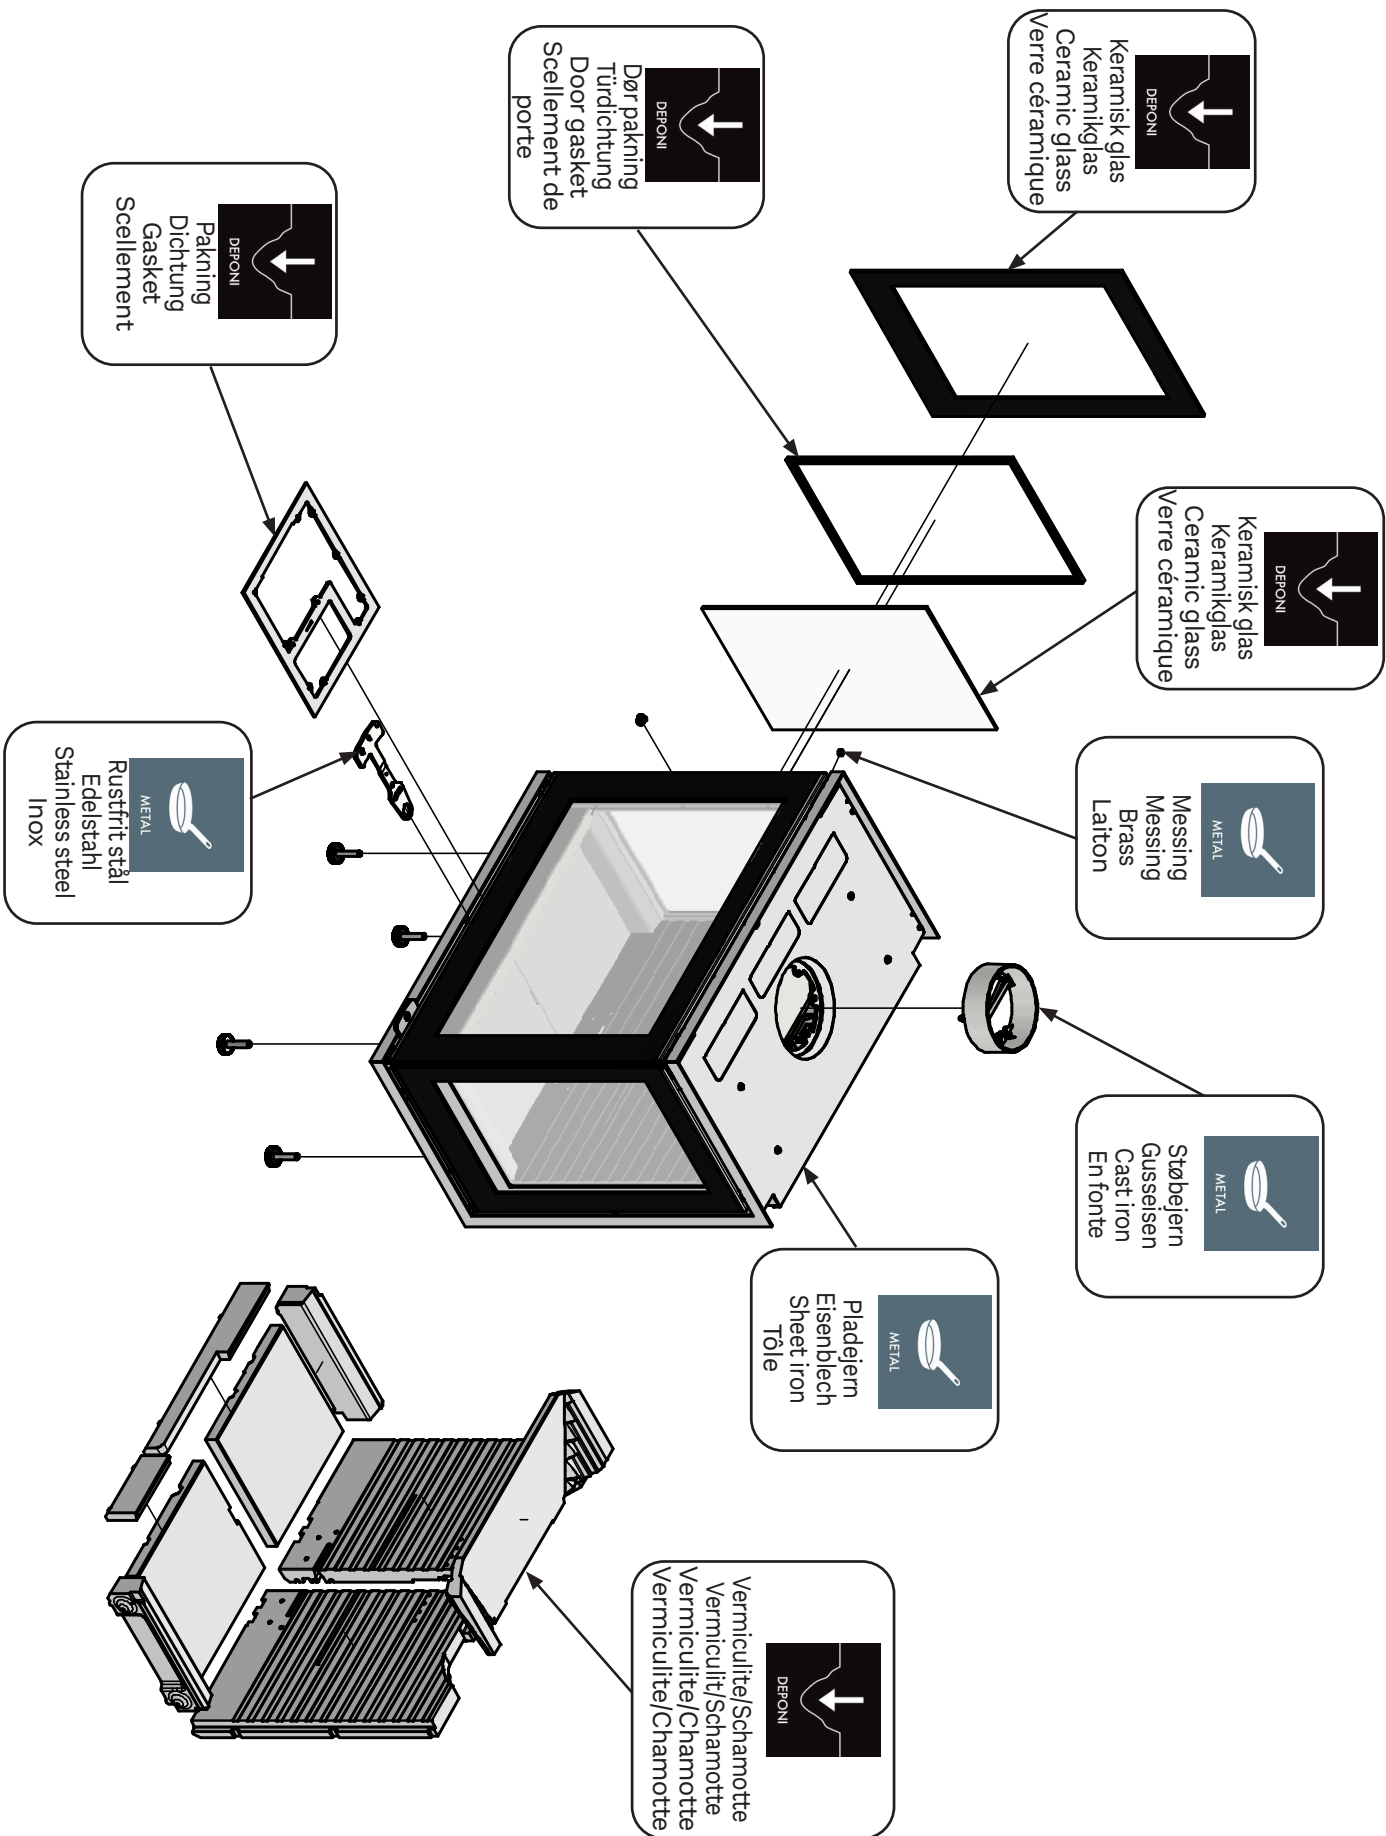 DEPONI
Keramisk glas
Keramikglas
Ceramic glass
Verre céramique
DEPONI
Keramisk glas
Keramikglas
Ceramic glass
Verre céramique
METAL
Messing
Messing
Brass
Laiton
METAL
Støbejern
Gusseisen
Cast iron
En fonte
METAL
Pladejern
Eisenblech
Sheet iron
Tôle
DEPONI
Vermiculite/Schamotte
Vermiculit/Schamotte
Vermiculite/Chamotte
Vermiculite/Chamotte
DEPONI
Dør pakning
Türdichtung
Door gasket
Scellement de
porte
DEPONI
Pakning
Dichtung
Gasket
Scellement
METAL
Rustfrit stål
Edelstahl
Stainless steel
Inox